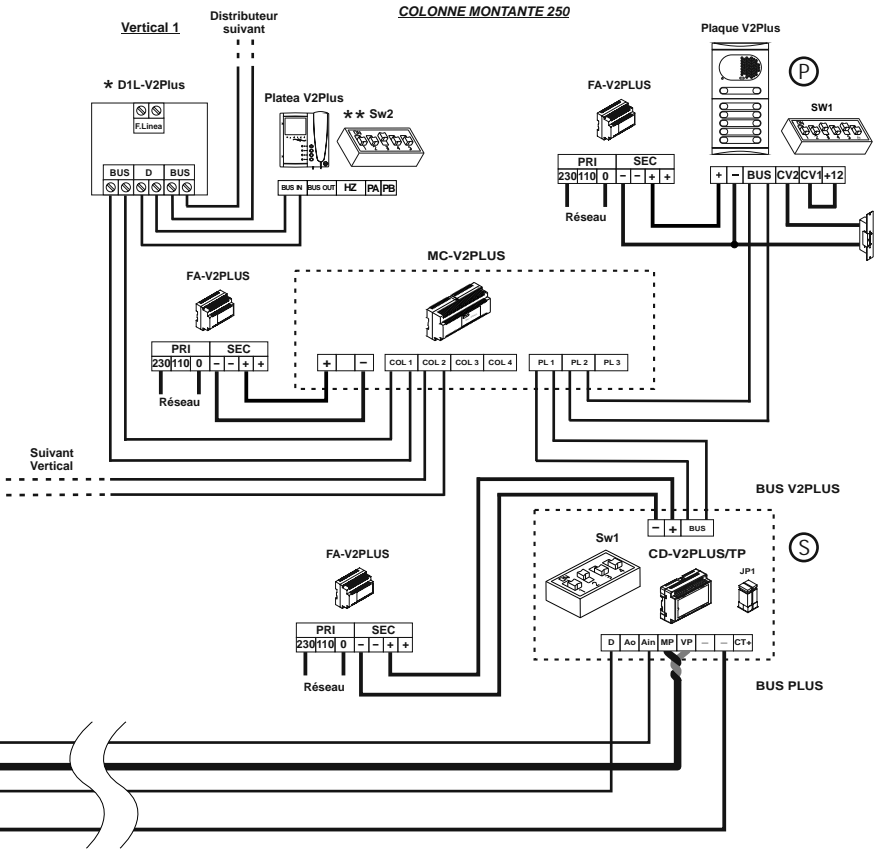 COLONNE MONTANTE 250
Vertical 1
Distributeur
suivant
Plaque V2Plus
P
* D1L-V2Plus
F.Linea
BUS D BUS
Platea V2Plus
** Sw2
BUS IN BUS OUT HZ PA PB
FA-V2PLUS
PRI SEC
230 110 0 − − + +
Réseau
SW1
+ − BUS CV2 CV1 +12
MC-V2PLUS
FA-V2PLUS
PRI SEC
230 110 0 − − + +
Réseau
+ −
COL 1 COL 2 COL 3 COL 4
PL 1 PL 2 PL 3
Suivant
Vertical
BUS V2PLUS
− + BUS
S
Sw1
CD-V2PLUS/TP
JP1
FA-V2PLUS
PRI SEC
230 110 0 − − + +
Réseau
D Ao Ain MP VP − − CT+
BUS PLUS